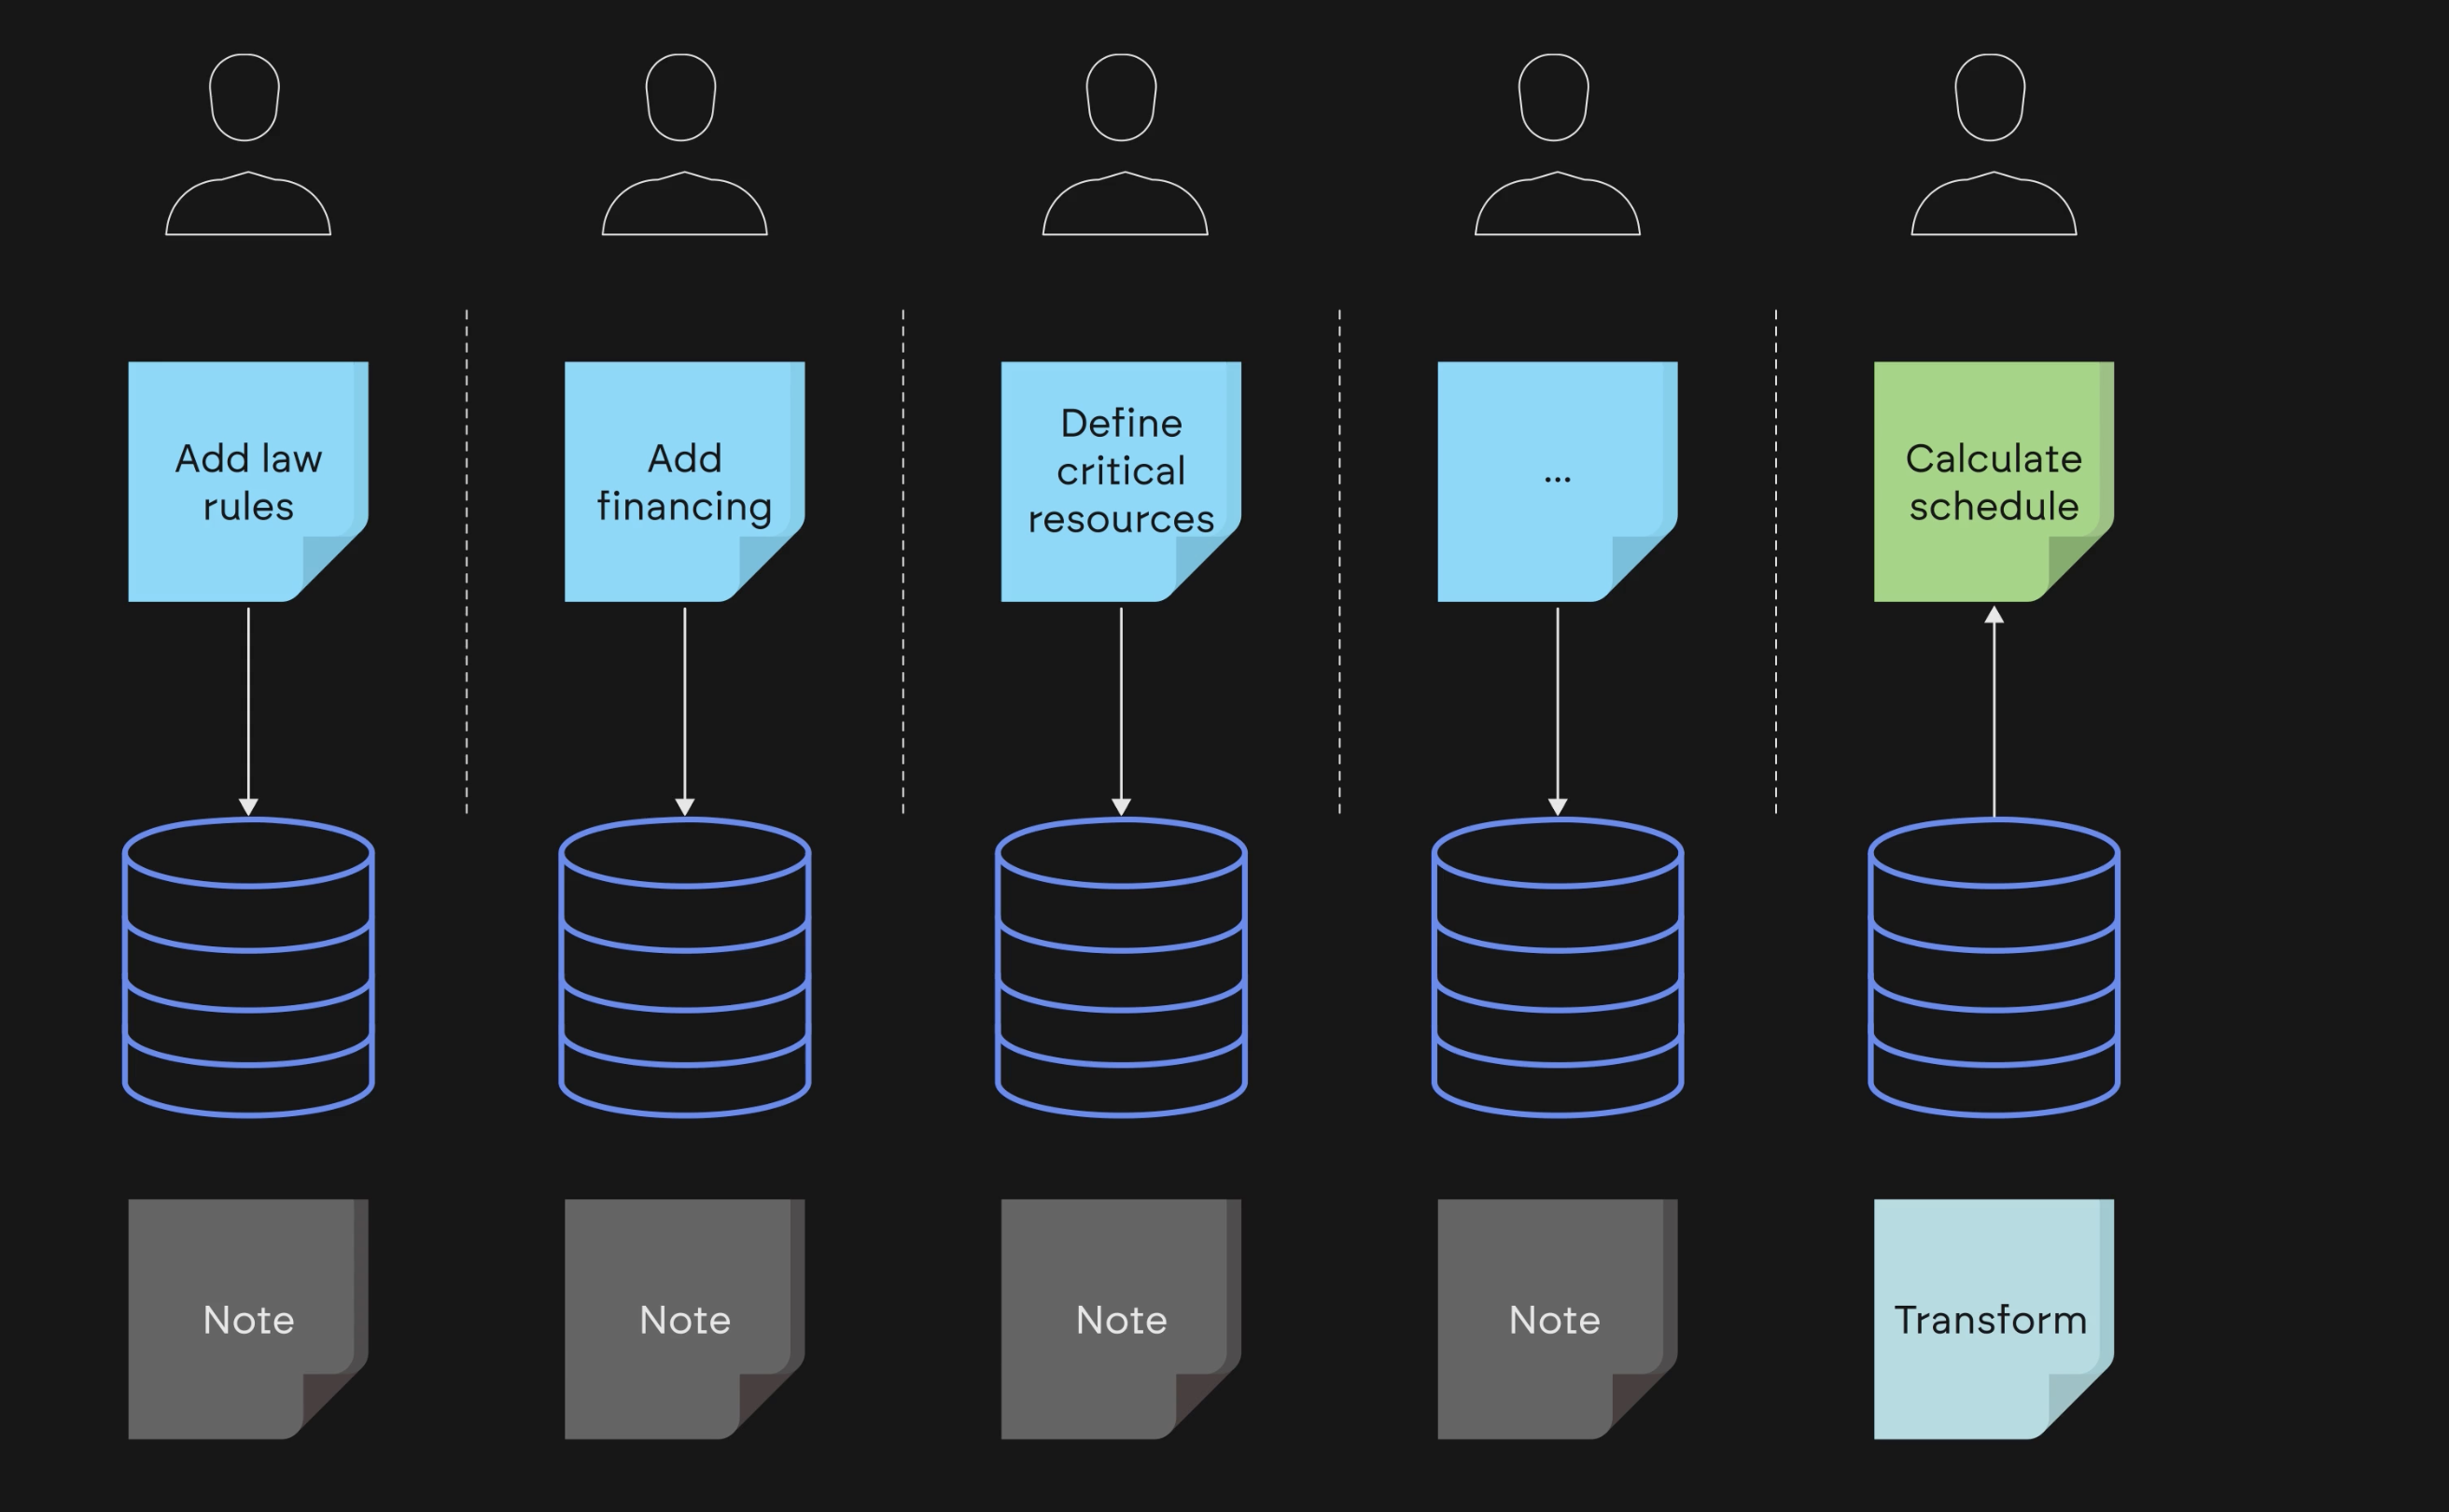 Add law
rules
Add
financing
Define
critical
resources
...
Calculate
schedule
Note
Note
Note
Note
Transform